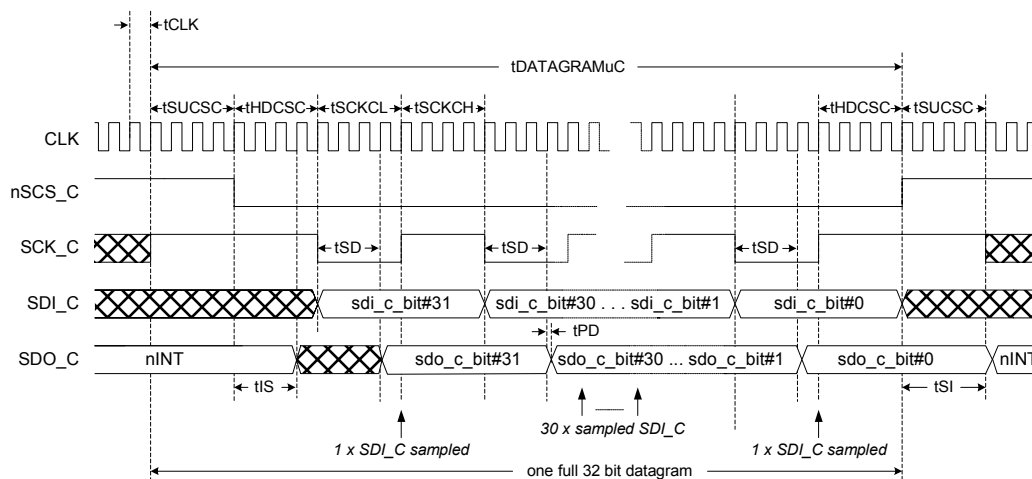 tCLK
tDATAGRAMuC
tSUCSC tHDCSC tSCKCL tSCKCH tHDCSC tSUCSC
CLK
nSCS_C
SCK_C tSD tSD tSD
SDI_C sdi_c_bit#31 sdi_c_bit#30 . . . sdi_c_bit#1 sdi_c_bit#0
tPD
SDO_C nINT sdo_c_bit#31 sdo_c_bit#30 ... sdo_c_bit#1 sdo_c_bit#0 nINT
tIS tSI
30 x sampled SDI_C
1 x SDI_C sampled 1 x SDI_C sampled
one full 32 bit datagram